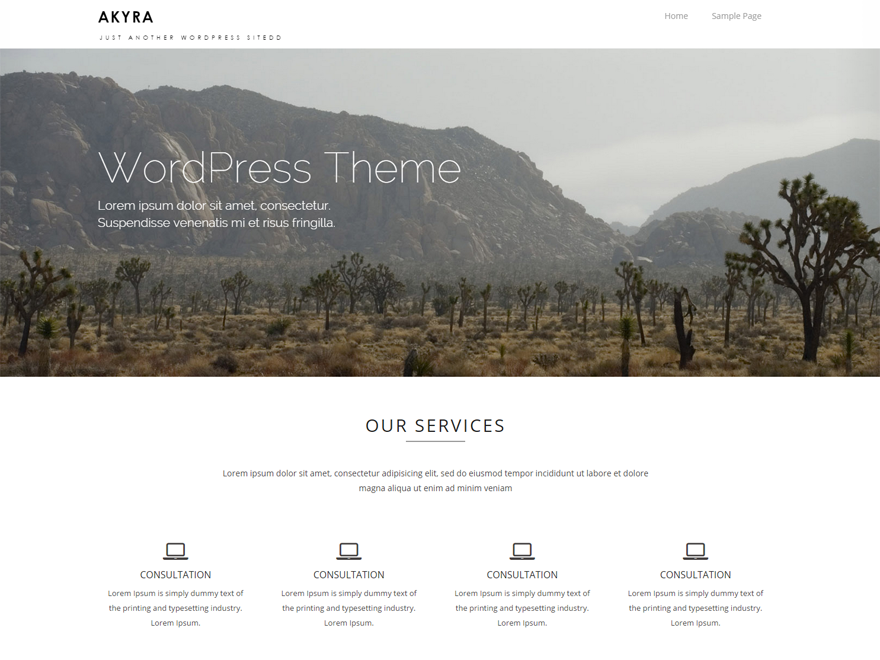 AKYRA
Home Sample Page
JUST ANOTHER WORDPRESS SITEDD
WordPress Theme
Lorem ipsum dolor sit amet, consectetur.
Suspendisse venenatis mi et risus fringilla.
OUR SERVICES
Lorem ipsum dolor sit amet, consectetur adipisicing elit, sed do eiusmod tempor incididunt ut labore et dolore
magna aliqua ut enim ad minim veniam
CONSULTATION
Lorem Ipsum is simply dummy text of
the printing and typesetting industry.
Lorem Ipsum.
CONSULTATION
Lorem Ipsum is simply dummy text of
the printing and typesetting industry.
Lorem Ipsum.
CONSULTATION
Lorem Ipsum is simply dummy text of
the printing and typesetting industry.
Lorem Ipsum.
CONSULTATION
Lorem Ipsum is simply dummy text of
the printing and typesetting industry.
Lorem Ipsum.